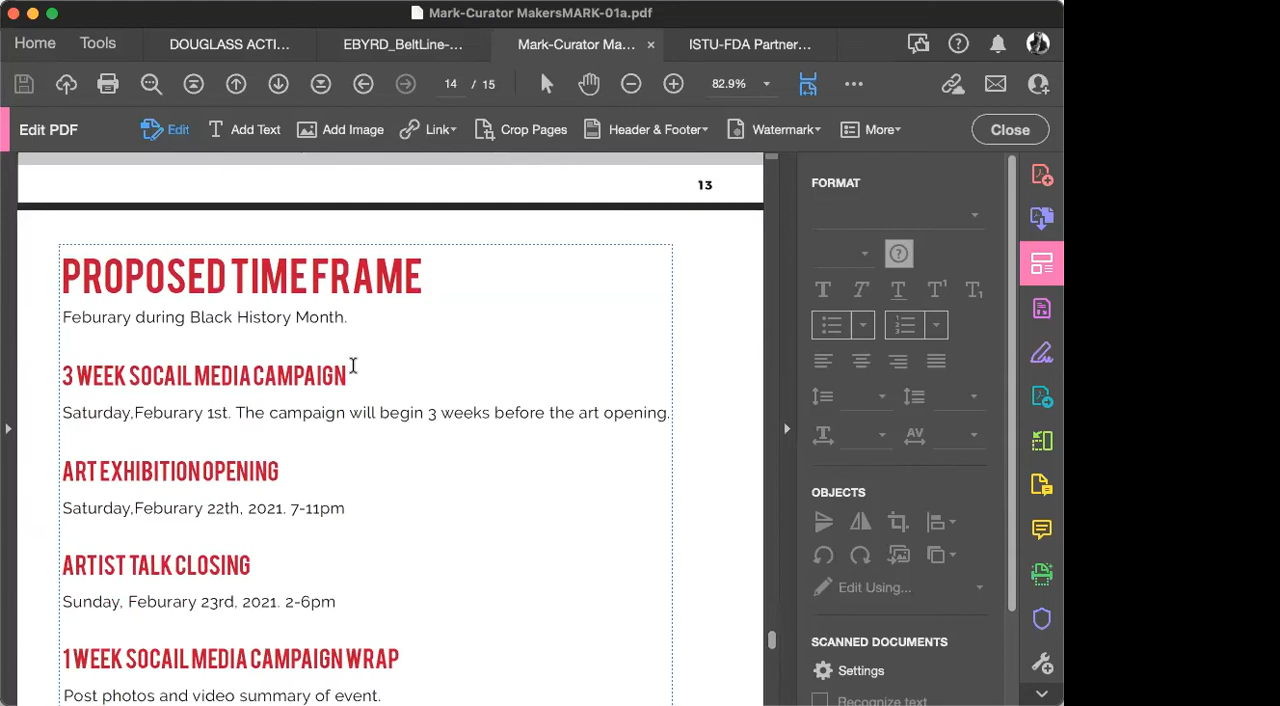 Mark-Curator MakersMARK-01a.pdf
Home Tools DOUGLASS ACTI... EBYRD_BeltLine-... Mark-Curator Ma... × ISTU-FDA Partner...
14 / 15 82.9%
Edit PDF Edit Add Text Add Image Link Crop Pages Header & Footer Watermark More Close
13
FORMAT
PROPOSED TIME FRAME
Feburary during Black History Month.
3 WEEK SOCAIL MEDIA CAMPAIGN
Saturday,Feburary 1st. The campaign will begin 3 weeks before the art opening.
ART EXHIBITION OPENING
Saturday,Feburary 22th, 2021. 7-11pm
ARTIST TALK CLOSING
Sunday, Feburary 23rd, 2021. 2-6pm
1 WEEK SOCAIL MEDIA CAMPAIGN WRAP
Post photos and video summary of event.
OBJECTS
Edit Using...
SCANNED DOCUMENTS
Settings
Recognize text